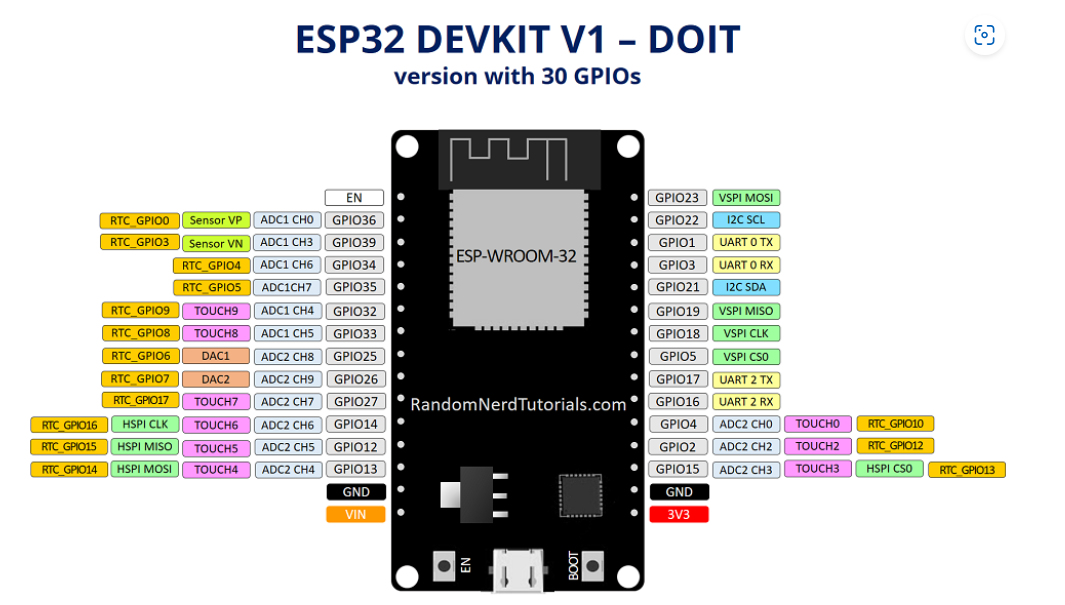 ESP32 DEVKIT V1 – DOIT
version with 30 GPIOs
EN GPIO23 VSPI MOSI
RTC_GPIO0 Sensor VP ADC1 CH0 GPIO36 GPIO22 I2C SCL
RTC_GPIO3 Sensor VN ADC1 CH3 GPIO39 GPIO1 UART 0 TX
RTC_GPIO4 ADC1 CH6 GPIO34 ESP-WROOM-32 GPIO3 UART 0 RX
RTC_GPIO5 ADC1CH7 GPIO35 GPIO21 I2C SDA
RTC_GPIO9 TOUCH9 ADC1 CH4 GPIO32 GPIO19 VSPI MISO
RTC_GPIO8 TOUCH8 ADC1 CH5 GPIO33 GPIO18 VSPI CLK
RTC_GPIO6 DAC1 ADC2 CH8 GPIO25 GPIO5 VSPI CS0
RTC_GPIO7 DAC2 ADC2 CH9 GPIO26 GPIO17 UART 2 TX
RTC_GPIO17 TOUCH7 ADC2 CH7 GPIO27 RandomNerdTutorials.com GPIO16 UART 2 RX
RTC_GPIO16 HSPI CLK TOUCH6 ADC2 CH6 GPIO14 GPIO4 ADC2 CH0 TOUCH0 RTC_GPIO10
RTC_GPIO15 HSPI MISO TOUCH5 ADC2 CH5 GPIO12 GPIO2 ADC2 CH2 TOUCH2 RTC_GPIO12
RTC_GPIO14 HSPI MOSI TOUCH4 ADC2 CH4 GPIO13 GPIO15 ADC2 CH3 TOUCH3 HSPI CS0 RTC_GPIO13
GND GND
VIN 3V3
EN BOOT